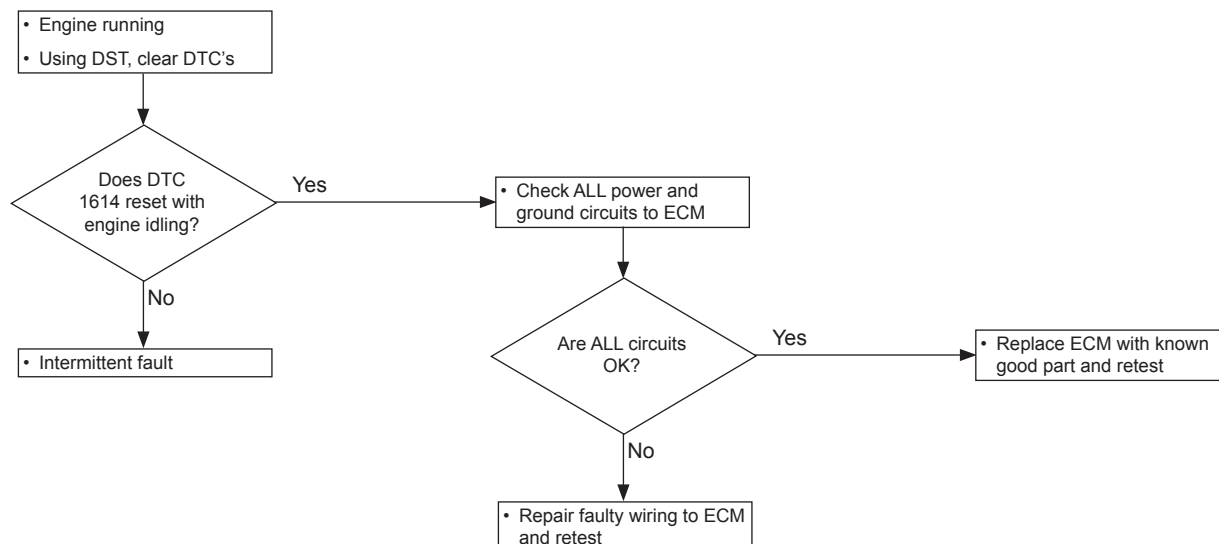 • Engine running
• Using DST, clear DTC's
Does DTC
1614 reset with
engine idling?
Yes
• Check ALL power and
ground circuits to ECM
No
• Intermittent fault
Are ALL circuits
OK?
Yes
• Replace ECM with known
good part and retest
No
• Repair faulty wiring to ECM
and retest